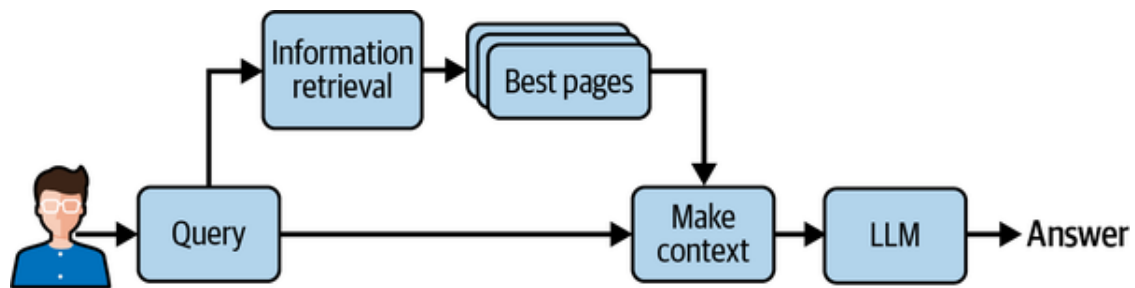 Information
retrieval
Best pages
Query
Make
context
LLM
Answer